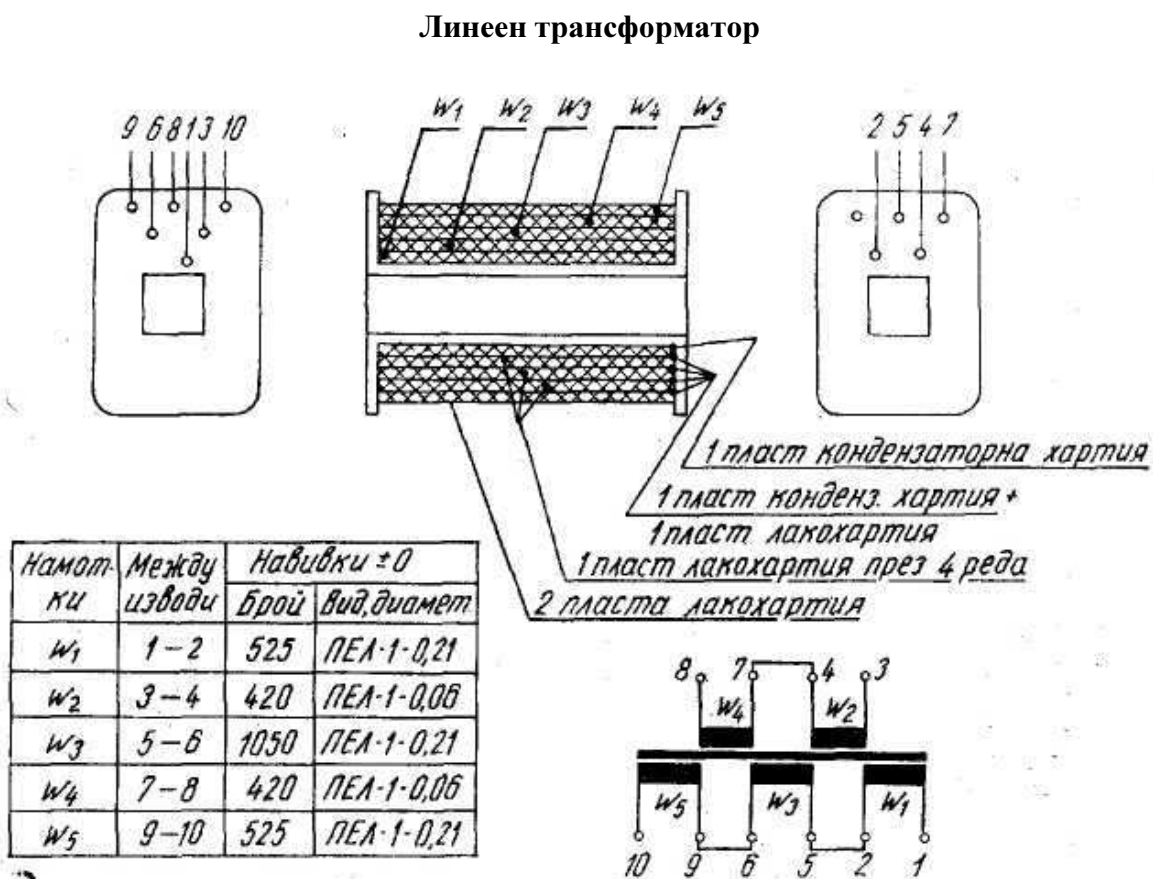 Линеен трансформатор
9 6 8 1 3 10
W1 W2 W3 W4 W5
2 5 4 7
1 пласт кондензаторна хартия
1 пласт конденз. хартия +
1 пласт лакохартия
1 пласт лакохартия през 4 реда
2 пласта лакохартия
Намот- Между Навивки ±0
ки изводи Брой Вид, диамет
W1 1-2 525 ПЕЛ-1-0,21
W2 3-4 420 ПЕЛ-1-0,06
W3 5-6 1050 ПЕЛ-1-0,21
W4 7-8 420 ПЕЛ-1-0,06
W5 9-10 525 ПЕЛ-1-0,21
8 7 4 3
W4 W2
W5 W3 W1
10 9 6 5 2 1